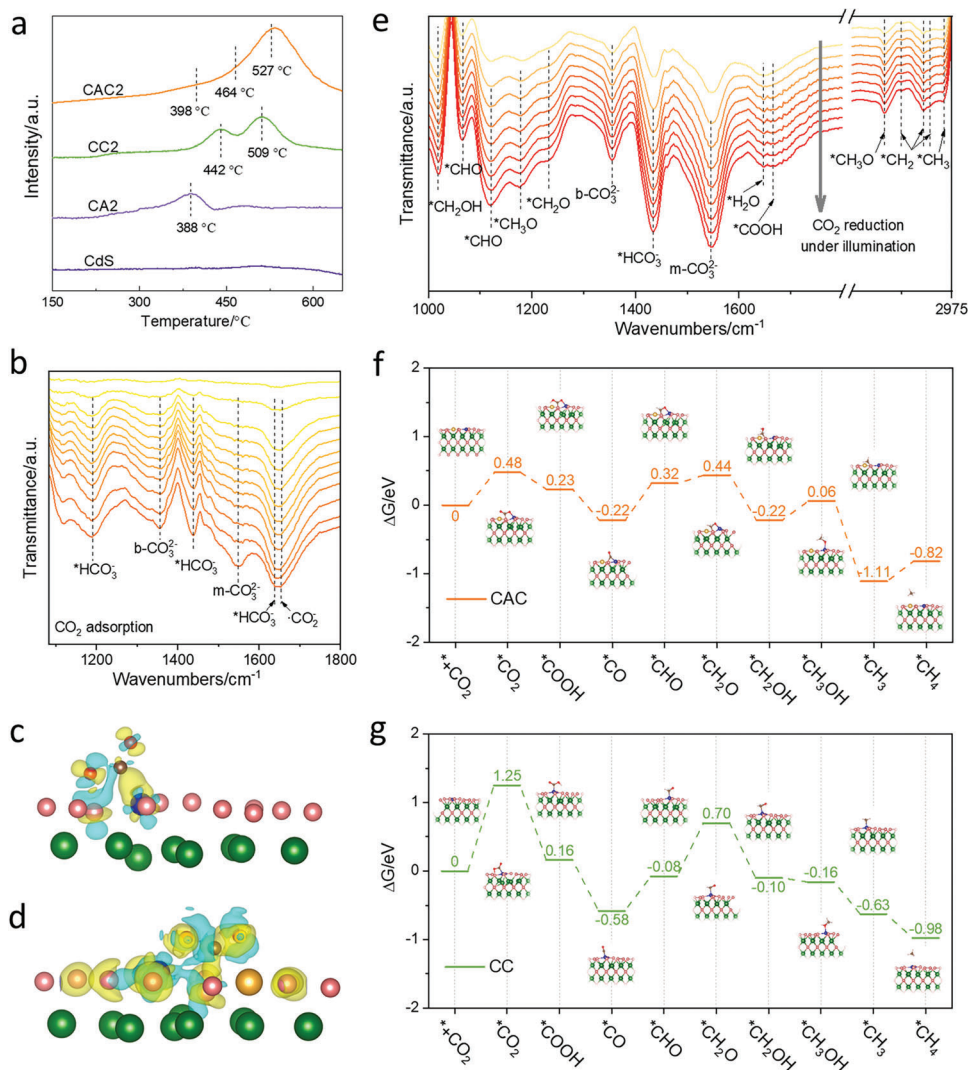 a
Intensity/a.u.
CAC2
398 °C
464 °C
527 °C
CC2
442 °C
509 °C
CA2
388 °C
CdS
150 300 450 600
Temperature/°C
b
Transmittance/a.u.
*HCO₃⁻
b-CO₃²⁻
*HCO₃⁻
m-CO₃²⁻
*HCO₃⁻
·CO₂⁻
CO₂ adsorption
1200 1400 1600 1800
Wavenumbers/cm⁻¹
c
d
e
Transmittance/a.u.
*CH₂OH
*CHO
*CHO
*CH₃O
*CH₂O
b-CO₃²⁻
*HCO₃⁻
m-CO₃²⁻
*H₂O
*COOH
CO₂ reduction
under illumination
*CH₃O
*CH₂
*CH₃
1000 1200 1400 1600 2975
Wavenumbers/cm⁻¹
f
ΔG/eV
2
1
0
-1
-2
0
0.48
0.23
-0.22
0.32
0.44
-0.22
0.06
-1.11
-0.82
CAC
*+CO₂
*CO₂
*COOH
*CO
*CHO
*CH₂O
*CH₂OH
*CH₃OH
*CH₃
*CH₄
g
ΔG/eV
2
1
0
-1
-2
0
1.25
0.16
-0.58
-0.08
0.70
-0.10
-0.16
-0.63
-0.98
CC
*+CO₂
*CO₂
*COOH
*CO
*CHO
*CH₂O
*CH₂OH
*CH₃OH
*CH₃
*CH₄